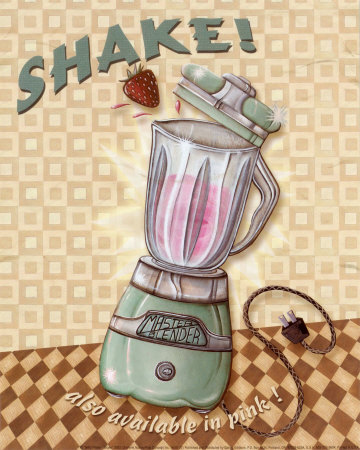 SHAKE!
MASTER
BLENDER
also available in pink!